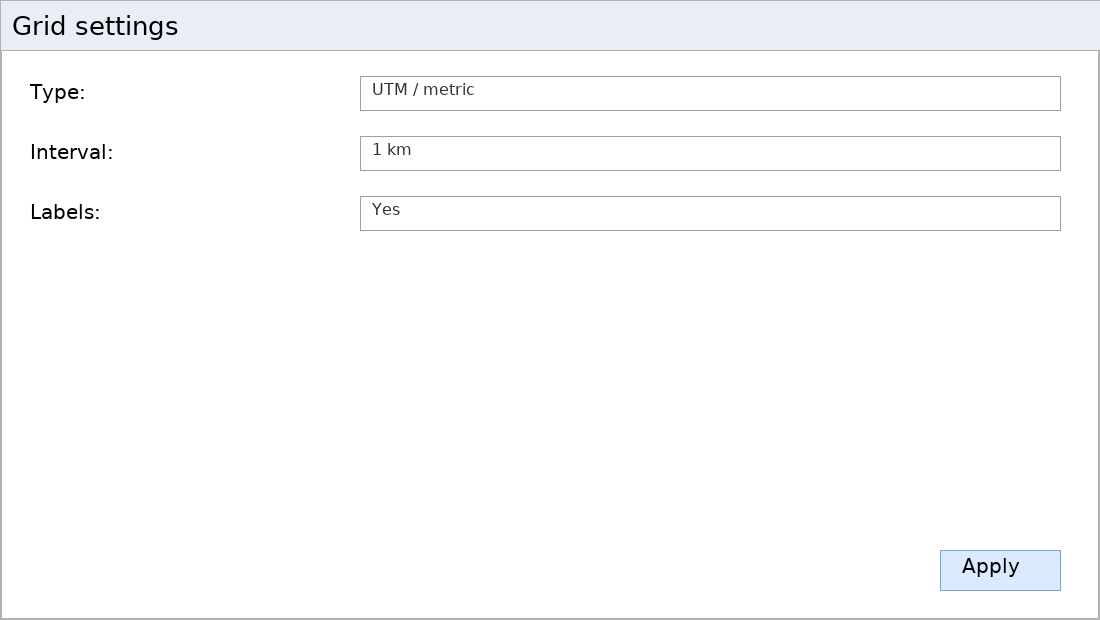 Grid settings
Type:
UTM / metric
Interval:
1 km
Labels:
Yes
Apply